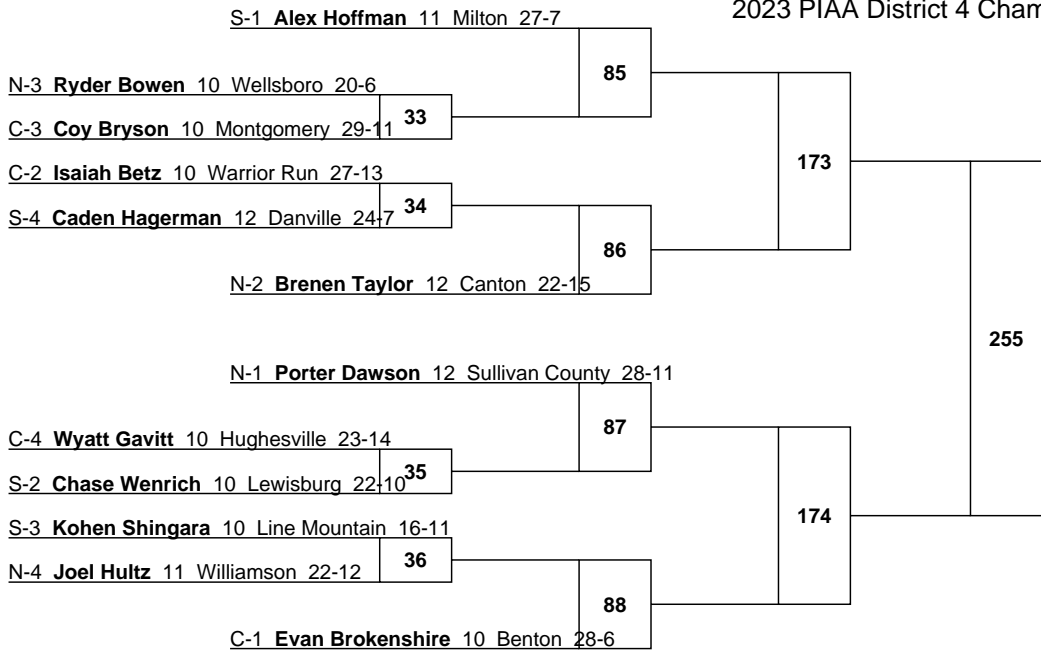 2023 PIAA District 4 Cham
S-1 Alex Hoffman 11 Milton 27-7
85
N-3 Ryder Bowen 10 Wellsboro 20-6
33
C-3 Coy Bryson 10 Montgomery 29-11
173
C-2 Isaiah Betz 10 Warrior Run 27-13
34
S-4 Caden Hagerman 12 Danville 24-7
86
N-2 Brenen Taylor 12 Canton 22-15
255
N-1 Porter Dawson 12 Sullivan County 28-11
87
C-4 Wyatt Gavitt 10 Hughesville 23-14
35
S-2 Chase Wenrich 10 Lewisburg 22-10
174
S-3 Kohen Shingara 10 Line Mountain 16-11
36
N-4 Joel Hultz 11 Williamson 22-12
88
C-1 Evan Brokenshire 10 Benton 28-6